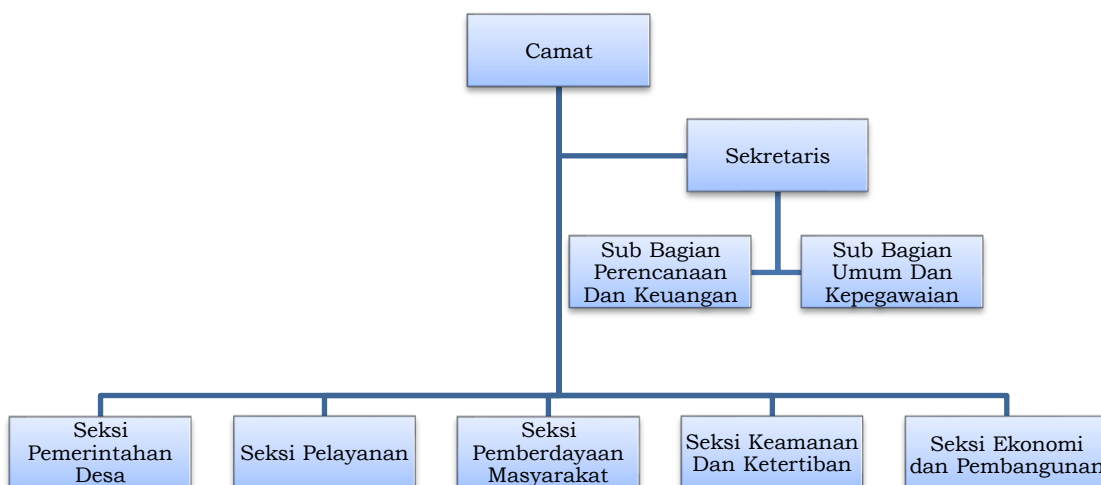 Camat
Sekretaris
Sub Bagian
Perencanaan
Dan Keuangan
Sub Bagian
Umum Dan
Kepegawaian
Seksi
Pemerintahan
Desa
Seksi Pelayanan
Seksi
Pemberdayaan
Masyarakat
Seksi Keamanan
Dan Ketertiban
Seksi Ekonomi
dan Pembangunan